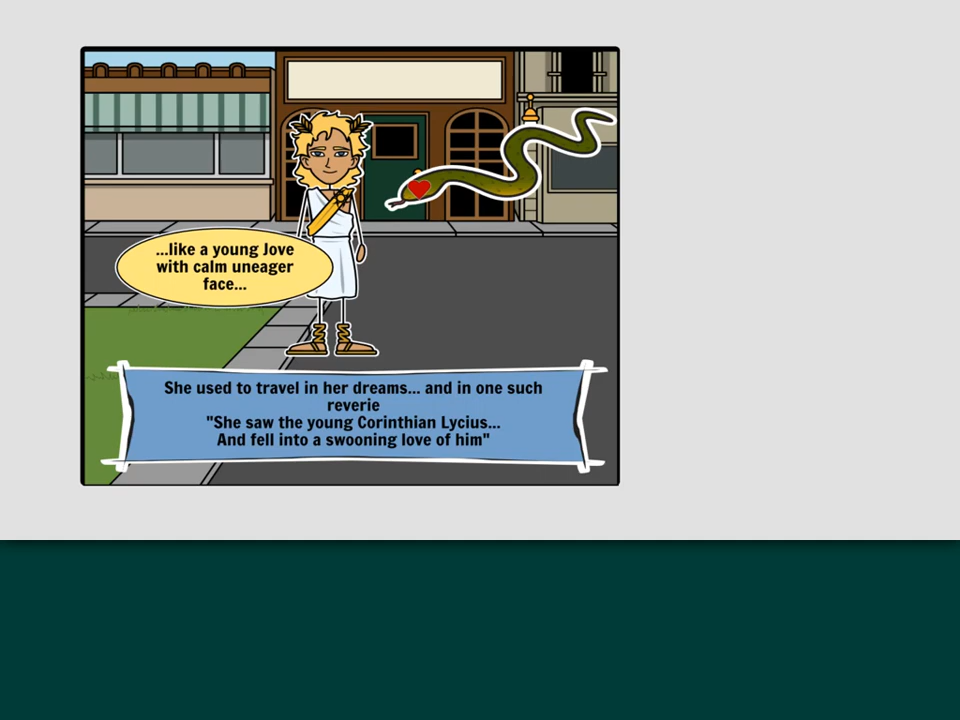 ...like a young Jove
with calm uneager
face...
She used to travel in her dreams... and in one such
reverie
"She saw the young Corinthian Lycius...
And fell into a swooning love of him"